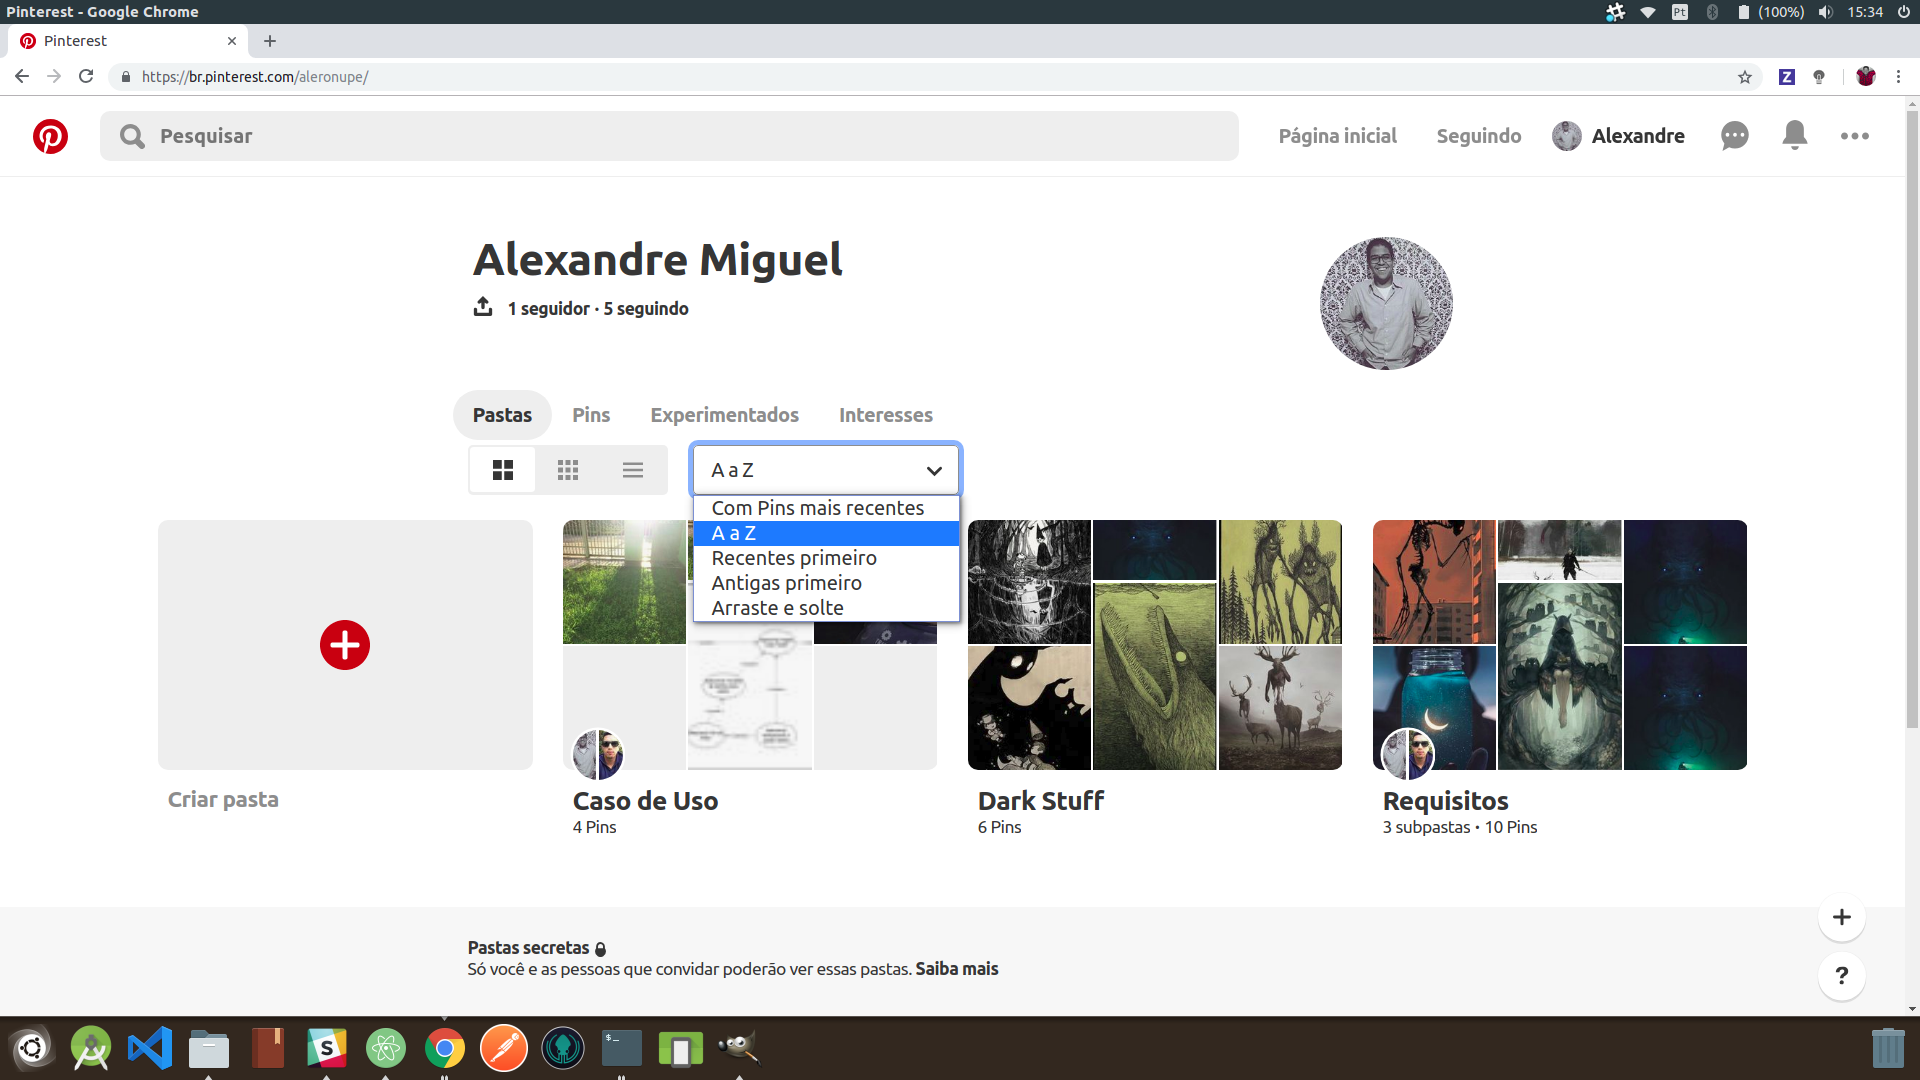 Pinterest - Google Chrome
Pt
(100%)
15:34
Pinterest
https://br.pinterest.com/aleronupe/
Z
Pesquisar
Página inicial
Seguindo
Alexandre
Alexandre Miguel
1 seguidor · 5 seguindo
Pastas
Pins
Experimentados
Interesses
A a Z
Com Pins mais recentes
A a Z
Recentes primeiro
Antigas primeiro
Arraste e solte
Criar pasta
Caso de Uso
4 Pins
Dark Stuff
6 Pins
Requisitos
3 subpastas • 10 Pins
Pastas secretas
Só você e as pessoas que convidar poderão ver essas pastas. Saiba mais
?
S
$ _